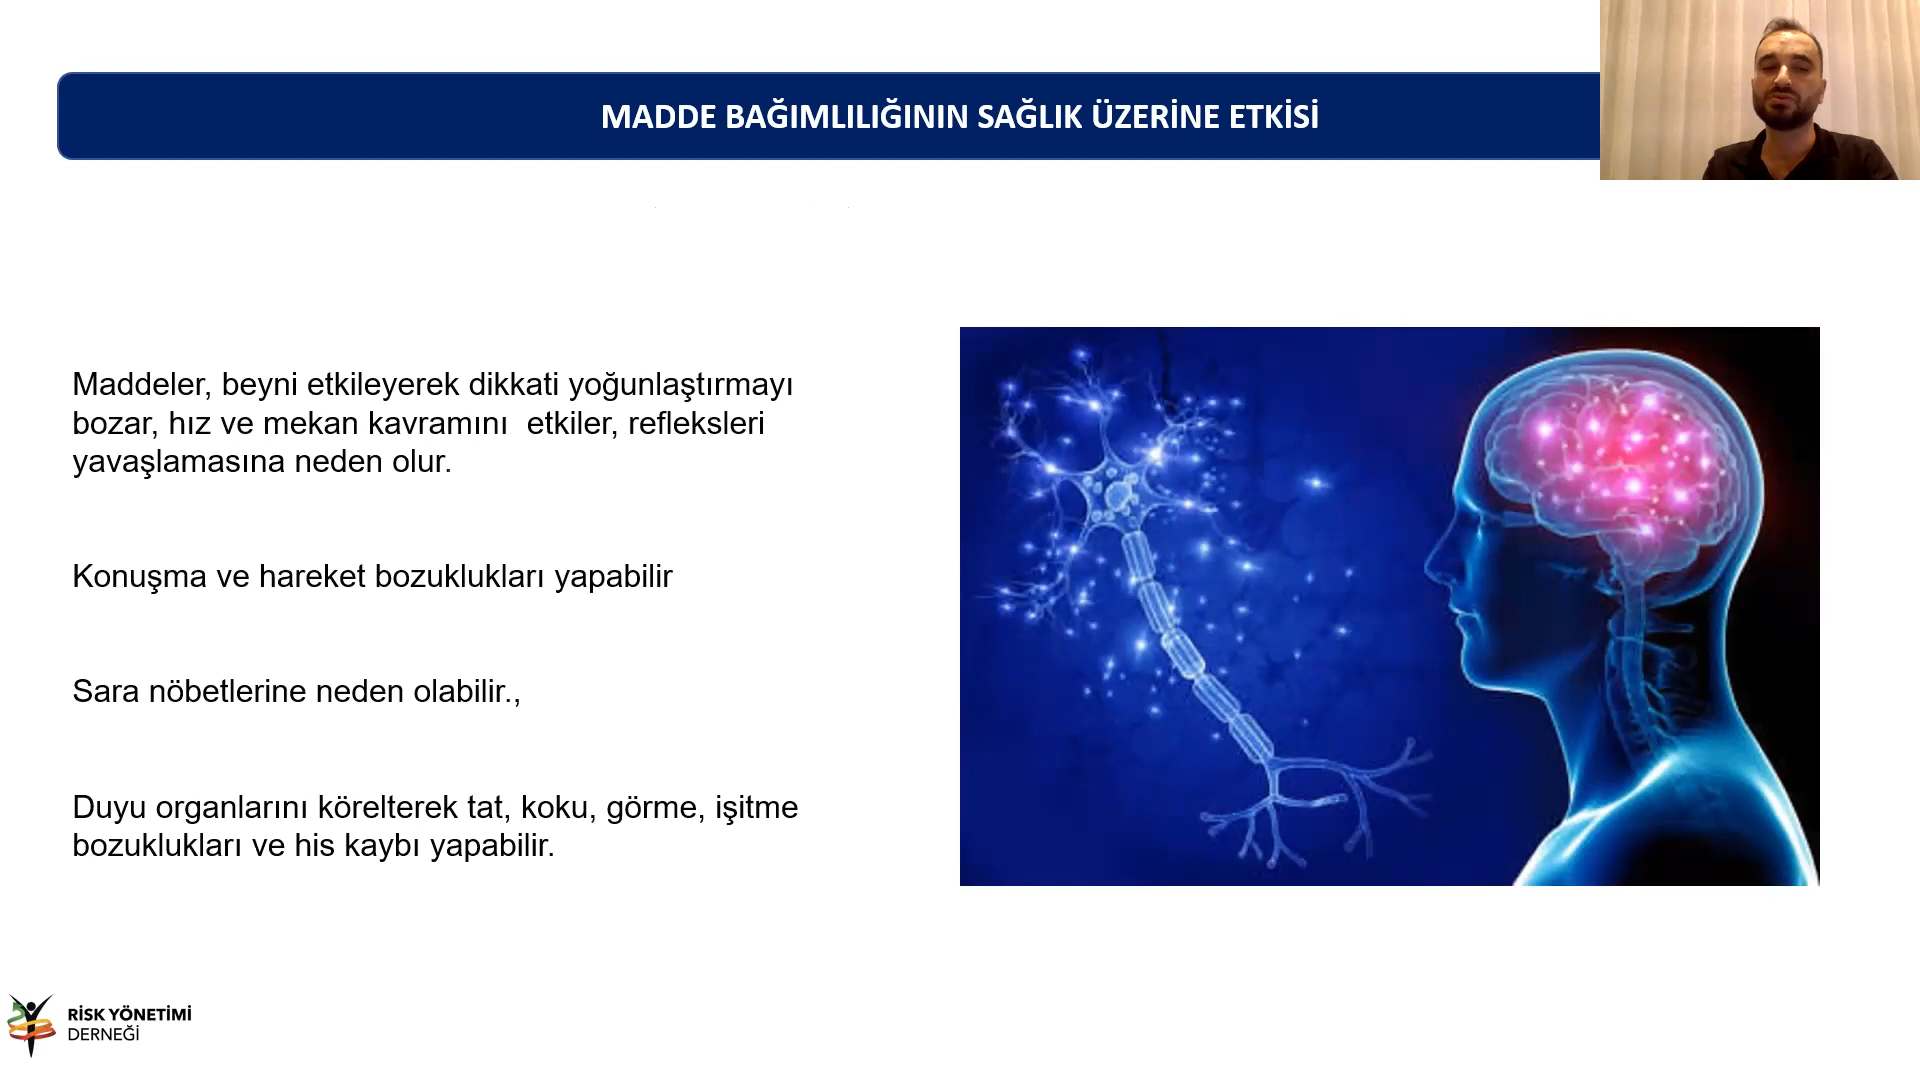 MADDE BAĞIMLILIĞININ SAĞLIK ÜZERİNE ETKİSİ
Maddeler, beyni etkileyerek dikkati yoğunlaştırmayı
bozar, hız ve mekan kavramını  etkiler, refleksleri
yavaşlamasına neden olur.
Konuşma ve hareket bozuklukları yapabilir
Sara nöbetlerine neden olabilir.,
Duyu organlarını körelterek tat, koku, görme, işitme
bozuklukları ve his kaybı yapabilir.
RİSK YÖNETİMİ
DERNEĞİ